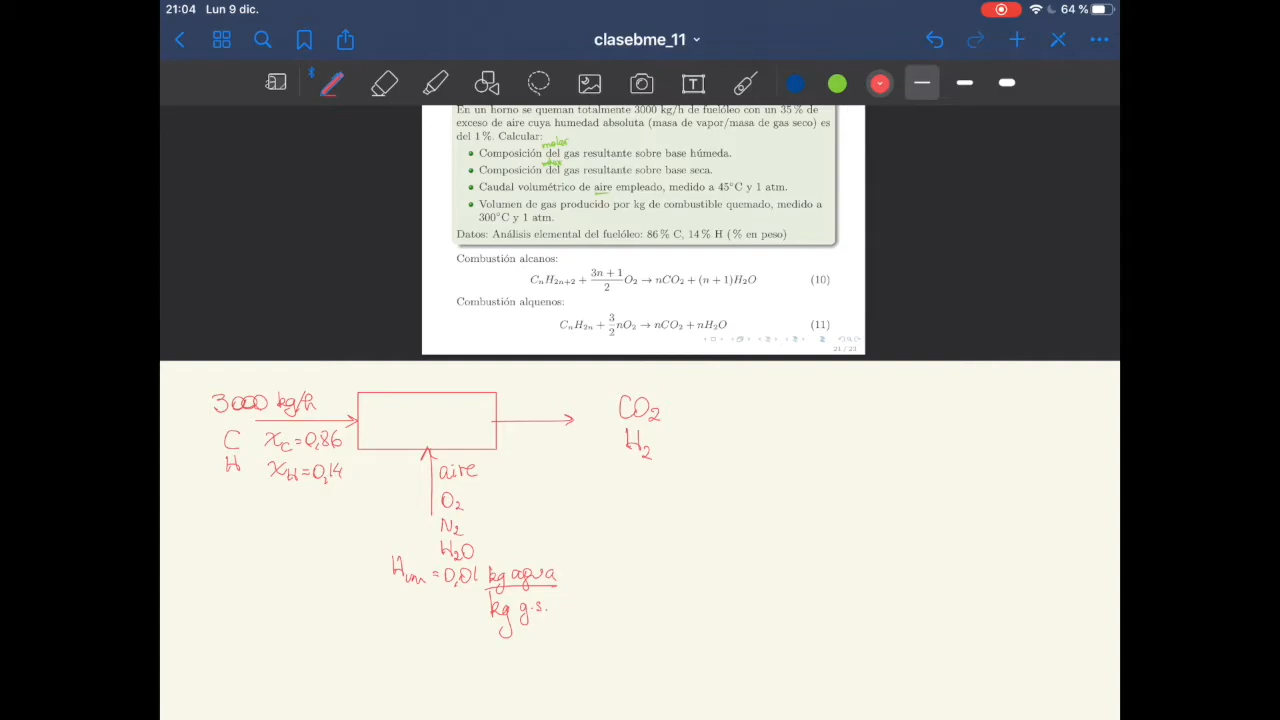 21:04 Lun 9 dic.
64 %
clasebme_11
En un horno se queman totalmente 3000 kg/h de fuelóleo con un 35 % de
exceso de aire cuya humedad absoluta (masa de vapor/masa de gas seco) es
del 1 %. Calcular:
molar
Composición del gas resultante sobre base húmeda.
Composición del gas resultante sobre base seca.
Caudal volumétrico de aire empleado, medido a 45°C y 1 atm.
Volumen de gas producido por kg de combustible quemado, medido a
300°C y 1 atm.
Datos: Análisis elemental del fuelóleo: 86 % C, 14 % H ( % en peso)
Combustión alcanos:
CnH2n+2 + 3n + 1/2 O2 → nCO2 + (n + 1)H2O (10)
Combustión alquenos:
CnH2n + 3/2 nO2 → nCO2 + nH2O (11)
21 / 23
3000 kg/h
C xC = 0,86
H xH = 0,14
aire
O2
N2
H2O
Hm = 0,01 kg agua
kg g.s.
CO2
H2